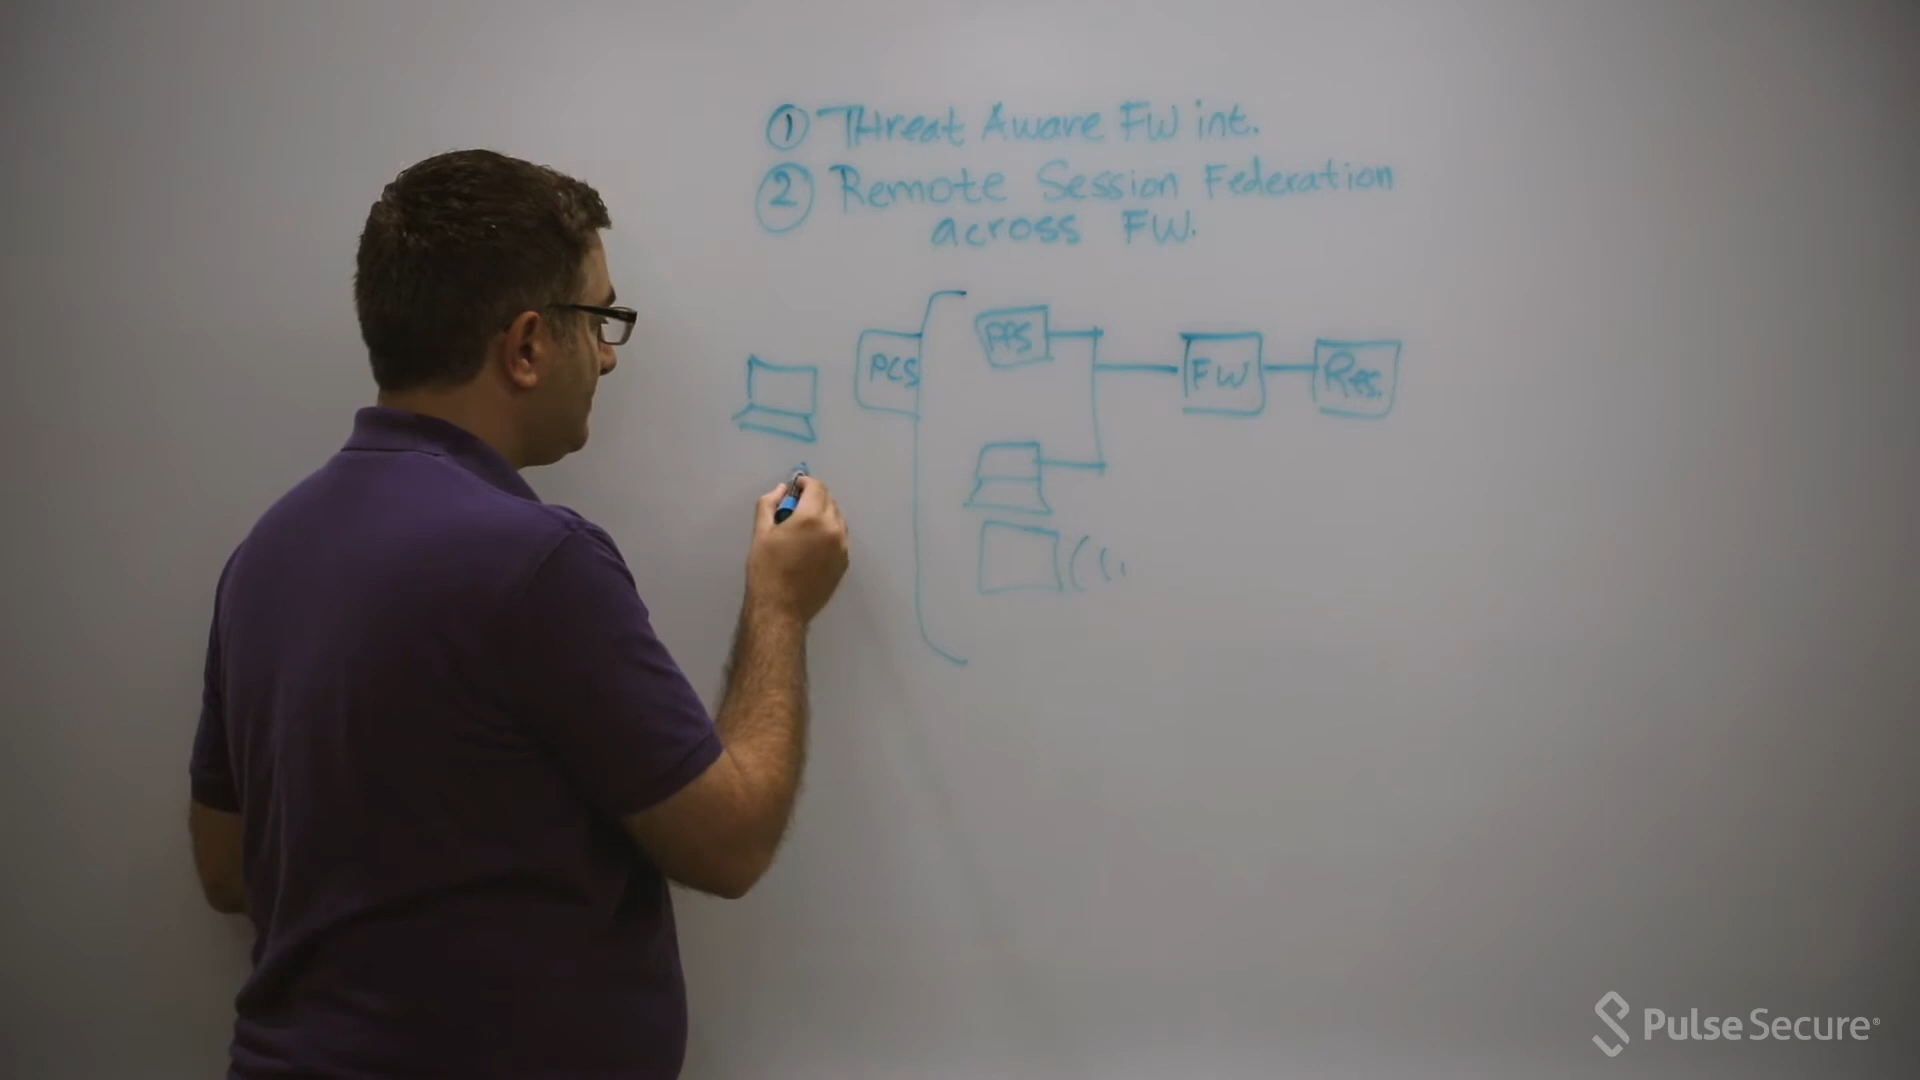 ① THreat Aware FW int.
② Remote Session Federation
across FW.
PPS
PCS
FW
Res.
Pulse Secure®